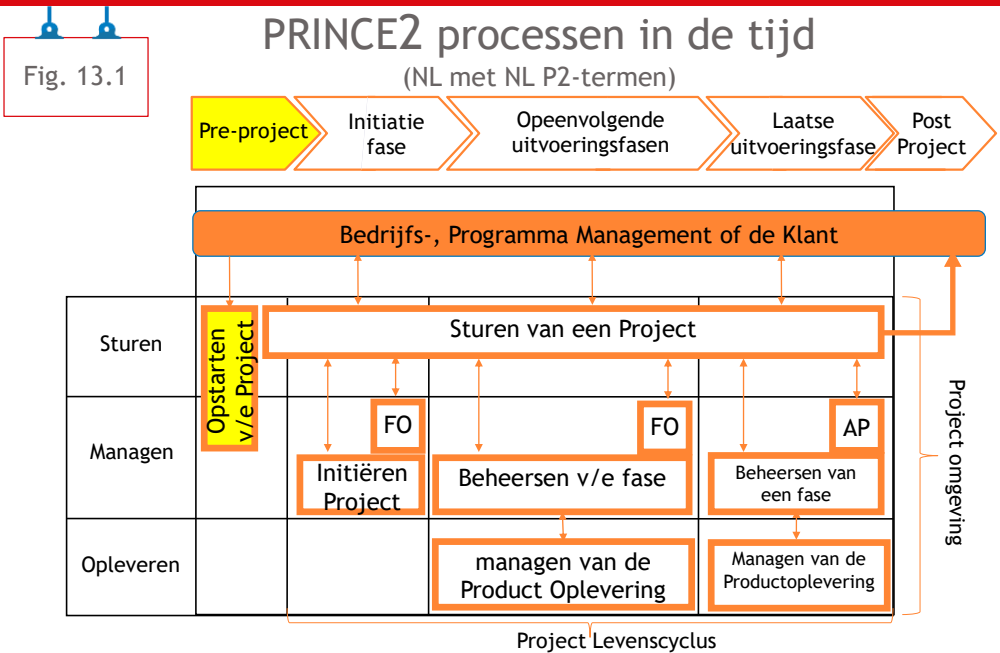 Fig. 13.1
PRINCE2 processen in de tijd
(NL met NL P2-termen)
Pre-project
Initiatie
fase
Opeenvolgende
uitvoeringsfasen
Laatse
uitvoeringsfase
Post
Project
Bedrijfs-, Programma Management of de Klant
Sturen
Opstarten
v/e Project
Sturen van een Project
Managen
FO
FO
AP
Initiëren
Project
Beheersen v/e fase
Beheersen van
een fase
Opleveren
managen van de
Product Oplevering
Managen van de
Productoplevering
Project omgeving
Project Levenscyclus